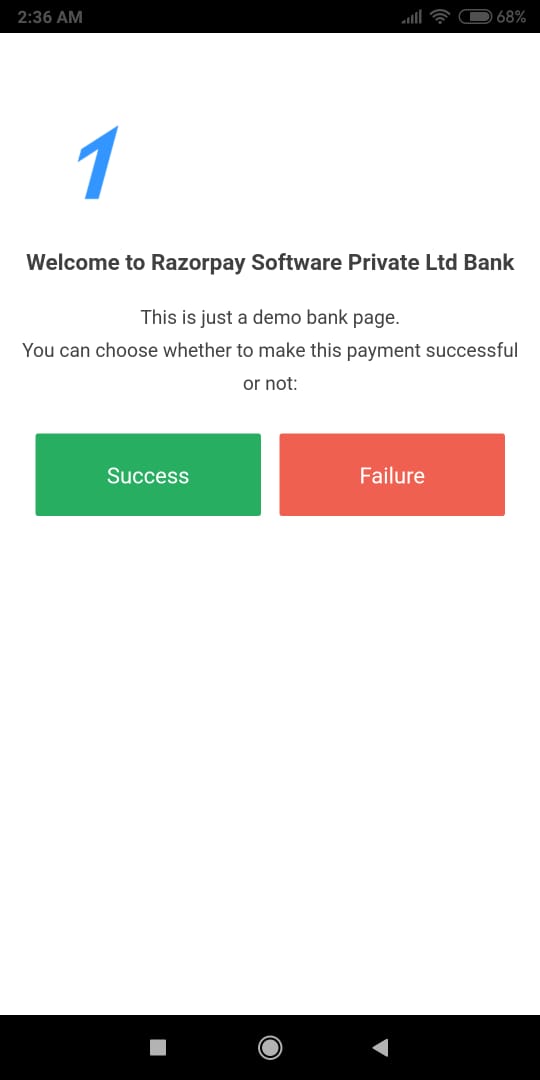 2:36 AM 68%
Welcome to Razorpay Software Private Ltd Bank
This is just a demo bank page.
You can choose whether to make this payment successful
or not:
Success Failure